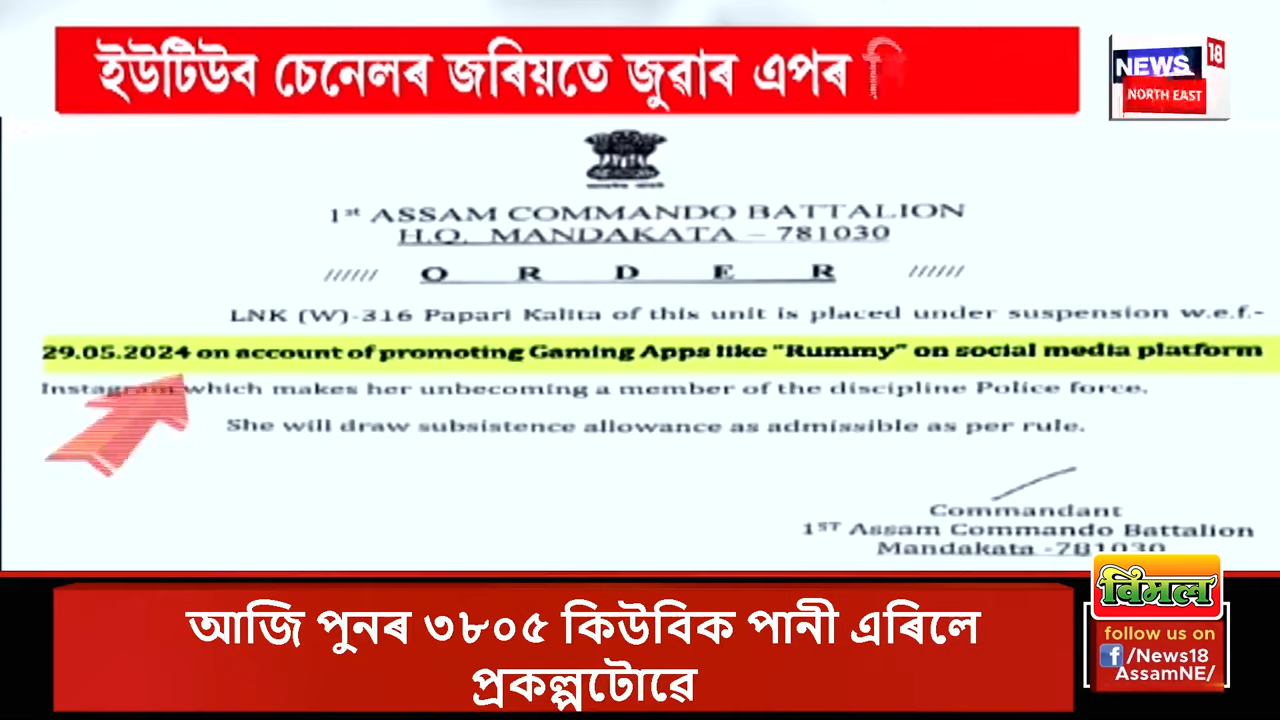 ইউটিউব চেনেলৰ জৰিয়তে জুৱাৰ এপৰ
NEWS 18
NORTH EAST
1st ASSAM COMMANDO BATTALION
H.Q. MANDAKATA – 781030
////// O R D E R //////
LNK (W)-316 Papari Kalita of this unit is placed under suspension w.e.f.-
29.05.2024 on account of promoting Gaming Apps like "Rummy" on social media platform
Instagram which makes her unbecoming a member of the discipline Police force.
She will draw subsistence allowance as admissible as per rule.
Commandant
1ST Assam Commando Battalion
Mandakata -781030
विमल
follow us on
f/News18
AssamNE/
আজি পুনৰ ৩৮০৫ কিউবিক পানী এৰিলে
প্ৰকল্পটোৱে